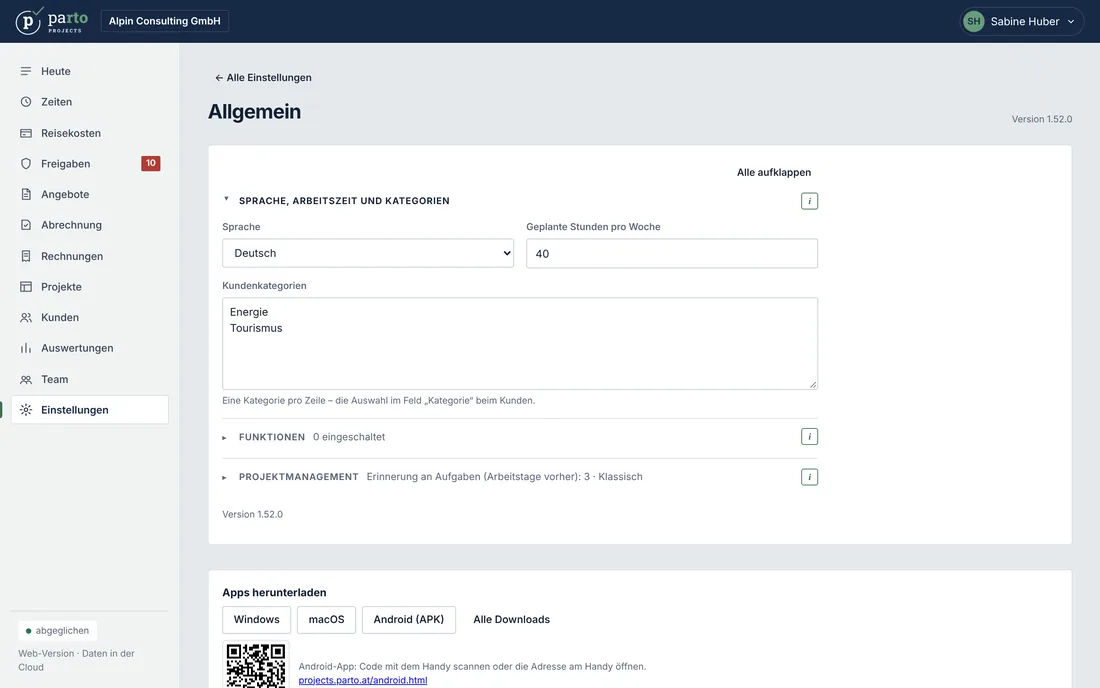 parto
PROJECTS
Alpin Consulting GmbH
SH Sabine Huber
Heute
Zeiten
Reisekosten
Freigaben 10
Angebote
Abrechnung
Rechnungen
Projekte
Kunden
Auswertungen
Team
Einstellungen
abgeglichen
Web-Version · Daten in der
Cloud
← Alle Einstellungen
Allgemein
Version 1.52.0
Alle aufklappen
SPRACHE, ARBEITSZEIT UND KATEGORIEN i
Sprache Geplante Stunden pro Woche
Deutsch 40
Kundenkategorien
Energie
Tourismus
Eine Kategorie pro Zeile – die Auswahl im Feld „Kategorie“ beim Kunden.
FUNKTIONEN 0 eingeschaltet i
PROJEKTMANAGEMENT Erinnerung an Aufgaben (Arbeitstage vorher): 3 · Klassisch i
Version 1.52.0
Apps herunterladen
Windows macOS Android (APK) Alle Downloads
Android-App: Code mit dem Handy scannen oder die Adresse am Handy öffnen.
projects.parto.at/android.html